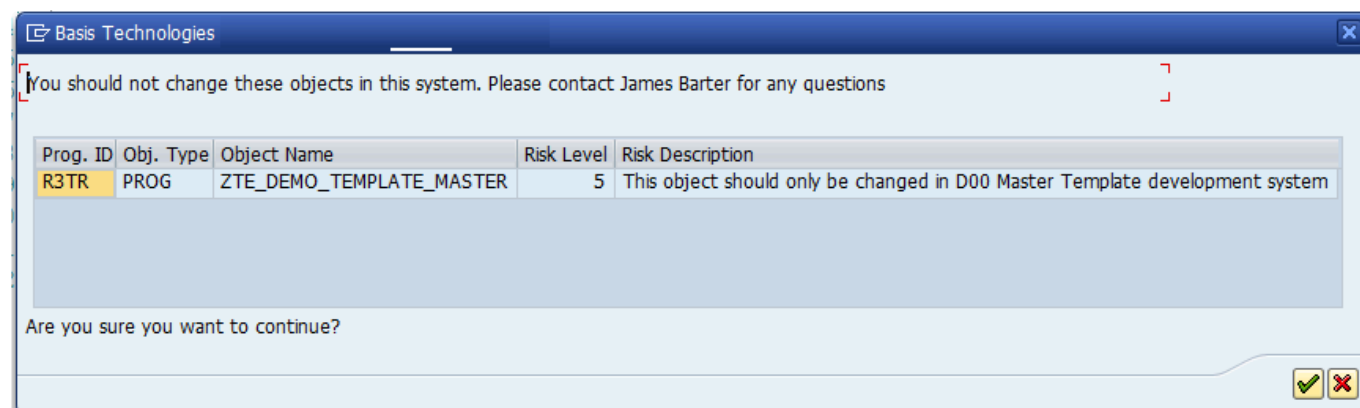 Basis Technologies
You should not change these objects in this system. Please contact James Barter for any questions
Prog. ID Obj. Type Object Name Risk Level Risk Description
R3TR PROG ZTE_DEMO_TEMPLATE_MASTER 5 This object should only be changed in D00 Master Template development system
Are you sure you want to continue?